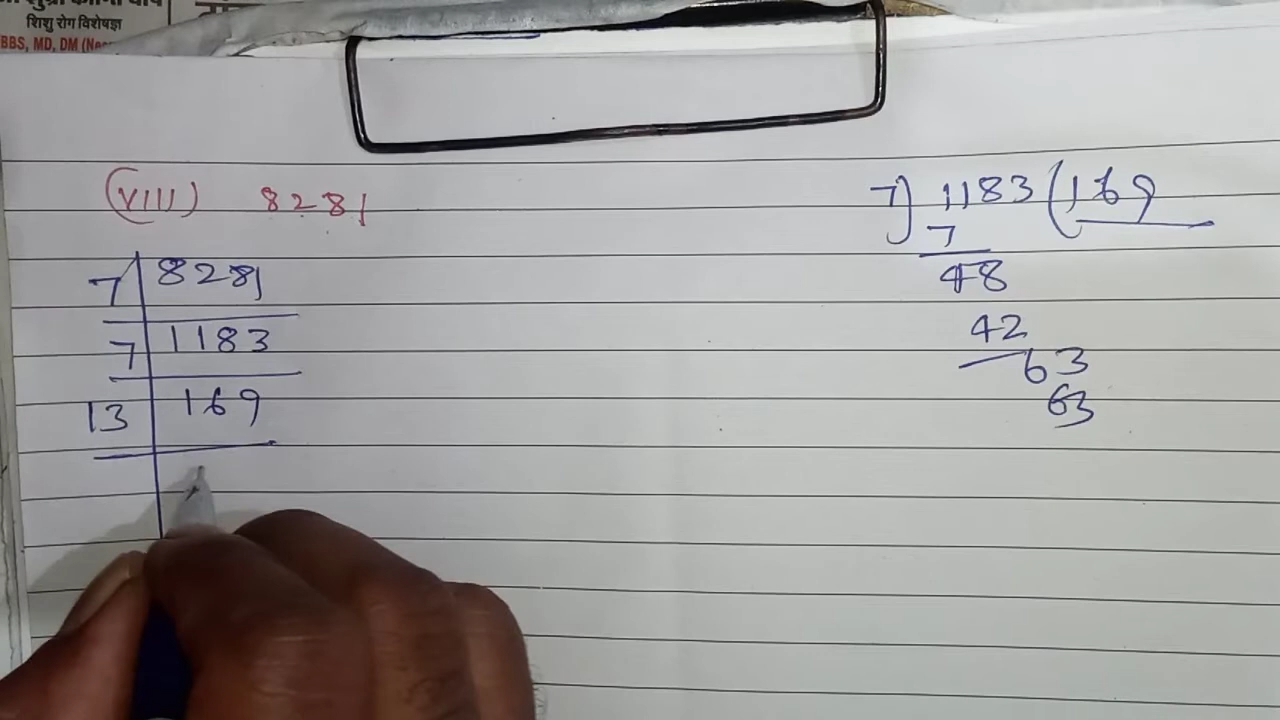 शिशु रोग विशेषज्ञ
BBS, MD, DM
(VIII) 8281
7 8281
7 1183
13 169
7) 1183 (169
7
48
42
63
63